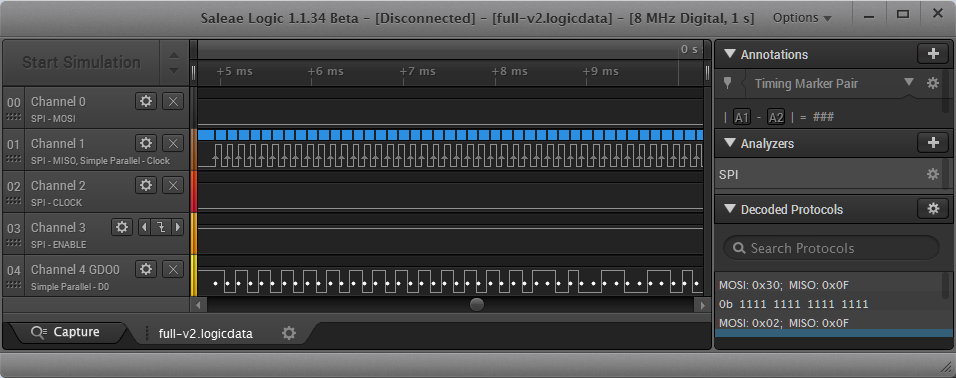 Saleae Logic 1.1.34 Beta - [Disconnected] - [full-v2.logicdata] - [8 MHz Digital, 1 s]
Options
Start Simulation
0 s
+5 ms
+6 ms
+7 ms
+8 ms
+9 ms
00
Channel 0
SPI - MOSI
01
Channel 1
SPI - MISO, Simple Parallel - Clock
02
Channel 2
SPI - CLOCK
03
Channel 3
SPI - ENABLE
04
Channel 4 GDO0
Simple Parallel - D0
Capture
full-v2.logicdata
Annotations
Timing Marker Pair
| A1 - A2 | = ###
Analyzers
SPI
Decoded Protocols
Search Protocols
MOSI: 0x30; MISO: 0x0F
0b 1111 1111 1111 1111
MOSI: 0x02; MISO: 0x0F